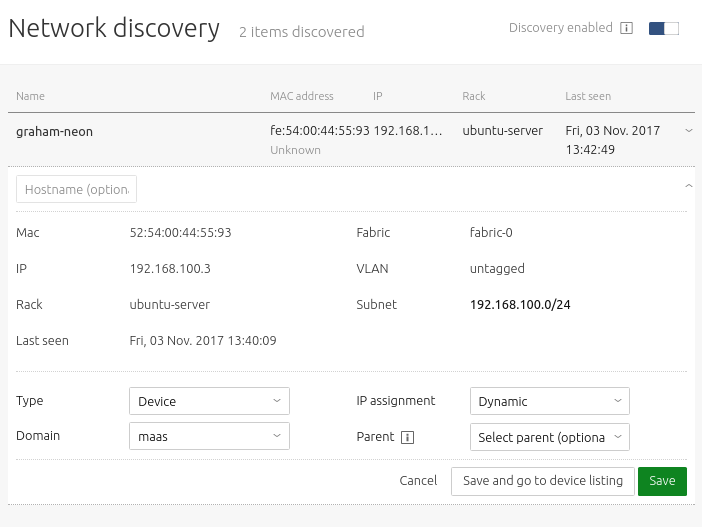 Network discovery 2 items discovered Discovery enabled
Name MAC address IP Rack Last seen
graham-neon fe:54:00:44:55:93 192.168.1... ubuntu-server Fri, 03 Nov. 2017
Unknown 13:42:49
Hostname (optiona
Mac 52:54:00:44:55:93 Fabric fabric-0
IP 192.168.100.3 VLAN untagged
Rack ubuntu-server Subnet 192.168.100.0/24
Last seen Fri, 03 Nov. 2017 13:40:09
Type Device IP assignment Dynamic
Domain maas Parent Select parent (optiona
Cancel Save and go to device listing Save